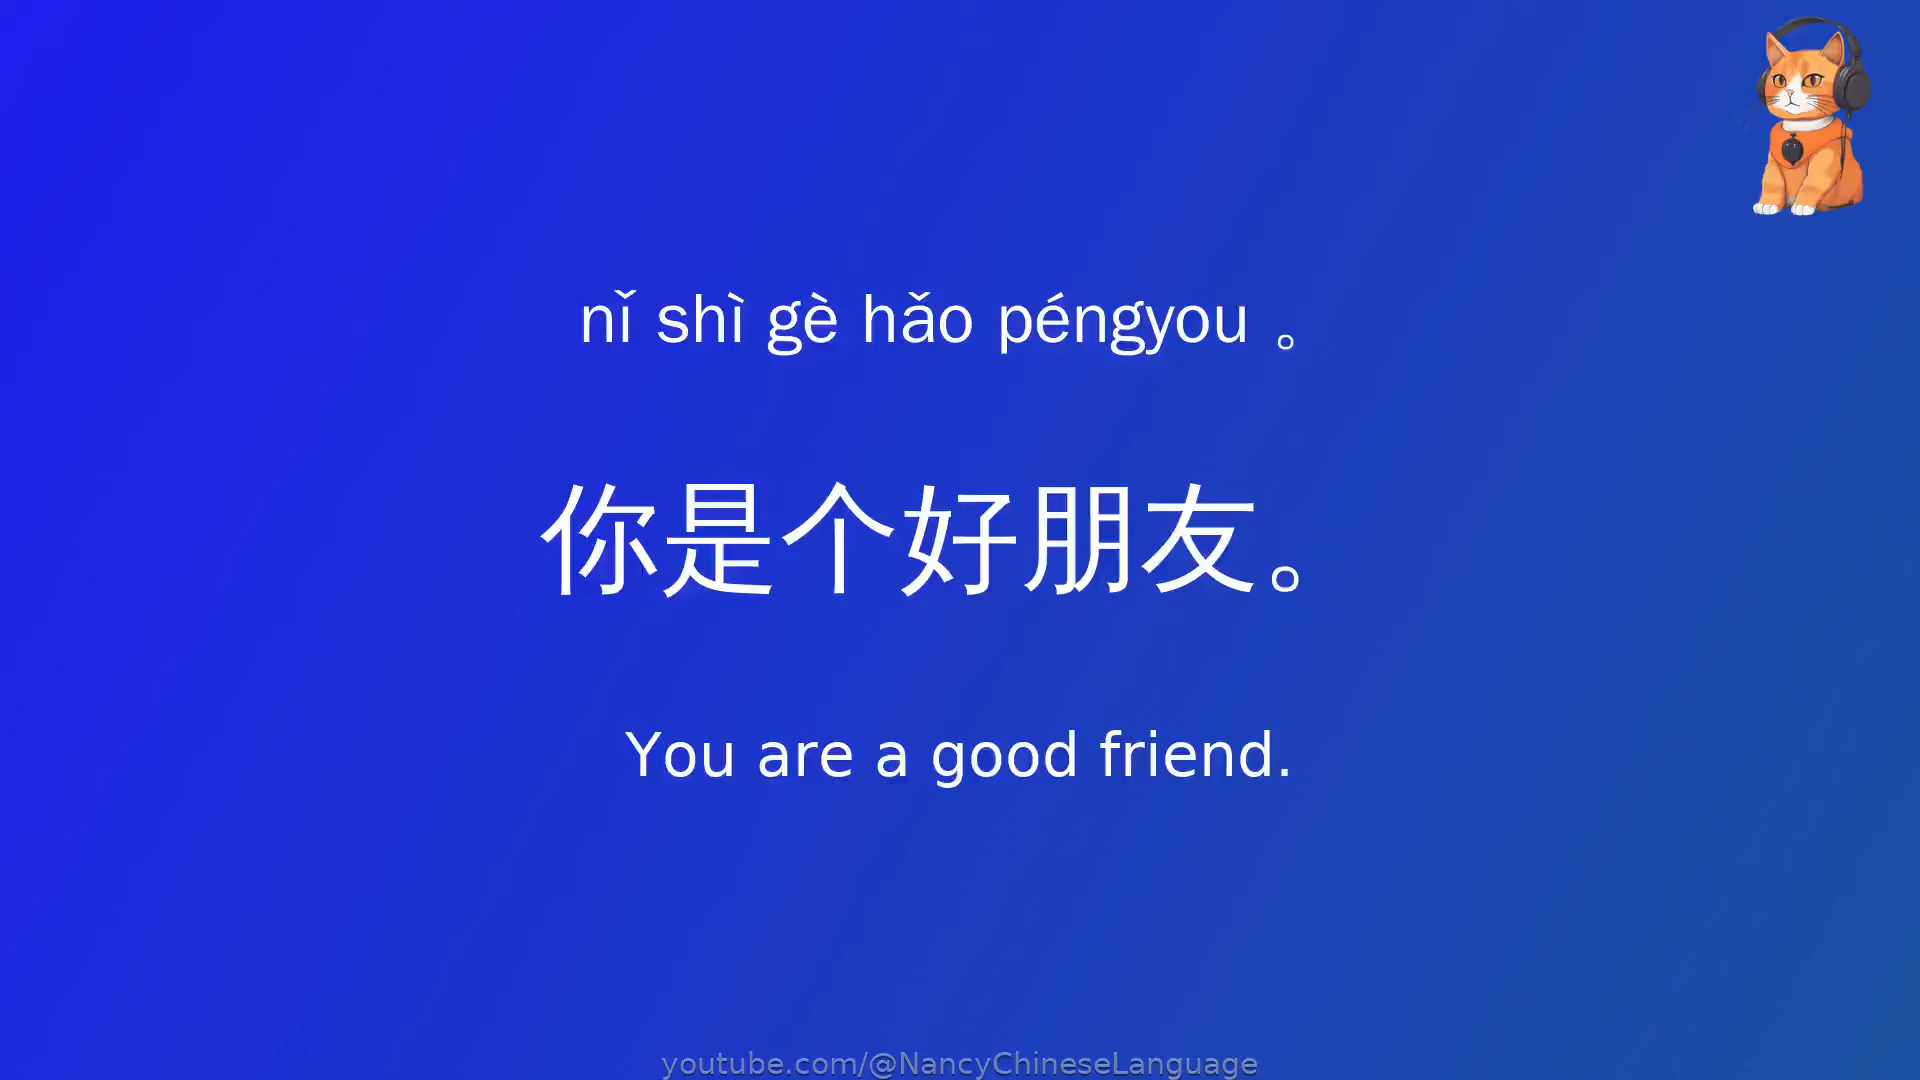 nǐ shì gè hǎo péngyou 。
你是个好朋友。
You are a good friend.
youtube.com/@NancyChineseLanguage